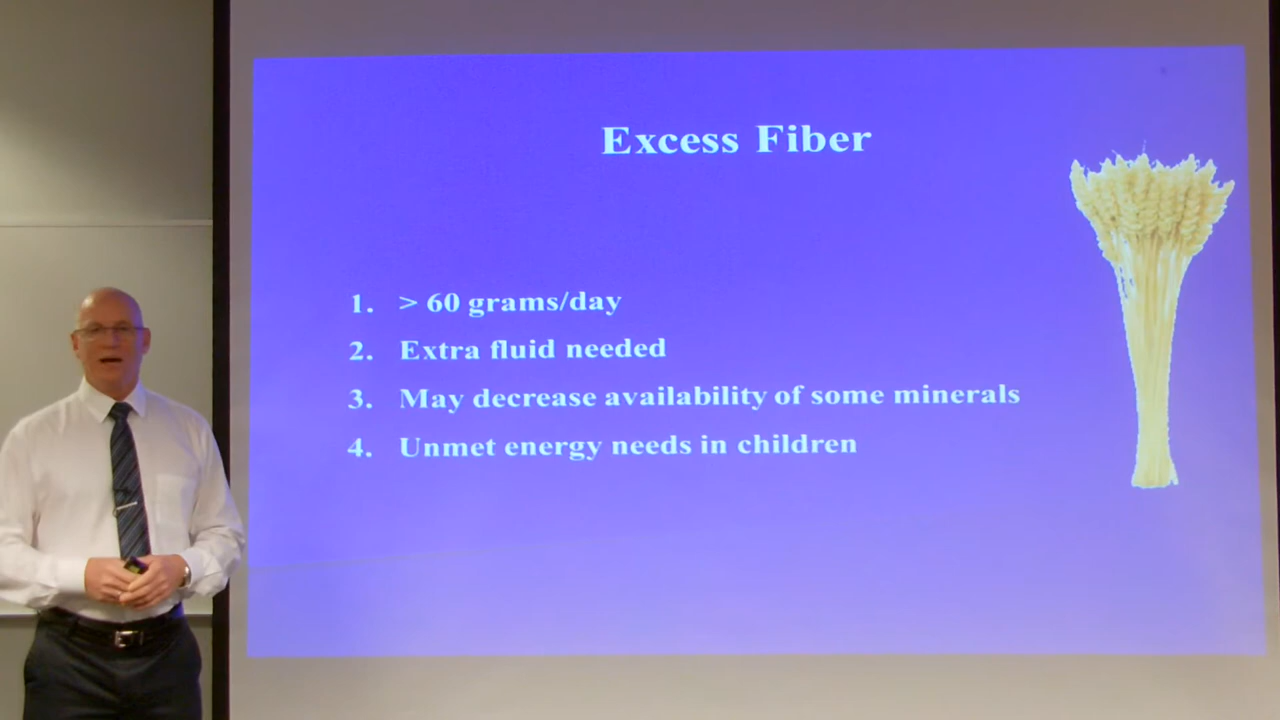 Excess Fiber
1. > 60 grams/day
2. Extra fluid needed
3. May decrease availability of some minerals
4. Unmet energy needs in children